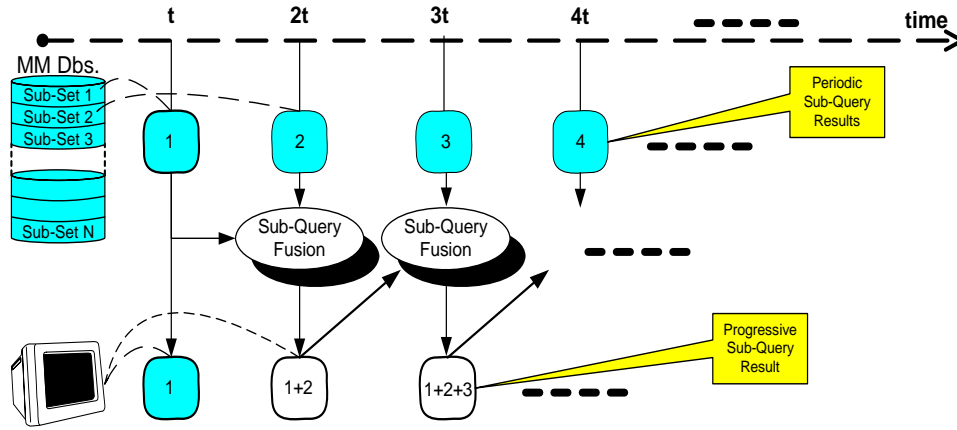 t 2t 3t 4t time
MM Dbs.
Sub-Set 1
Sub-Set 2
Sub-Set 3
Sub-Set N
1 2 3 4
Periodic
Sub-Query
Results
Sub-Query
Fusion
Sub-Query
Fusion
1 1+2 1+2+3
Progressive
Sub-Query
Result